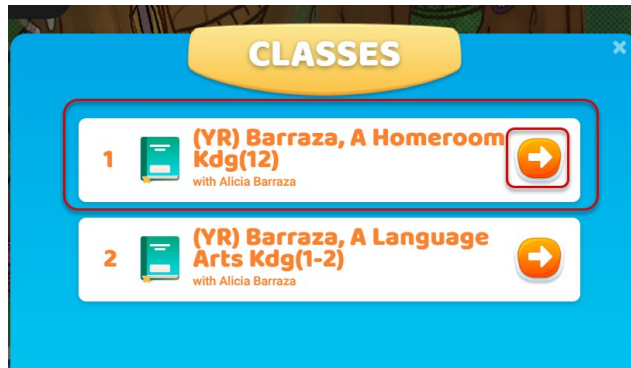 CLASSES
1
(YR) Barraza, A Homeroom
Kdg(12)
with Alicia Barraza
2
(YR) Barraza, A Language
Arts Kdg(1-2)
with Alicia Barraza